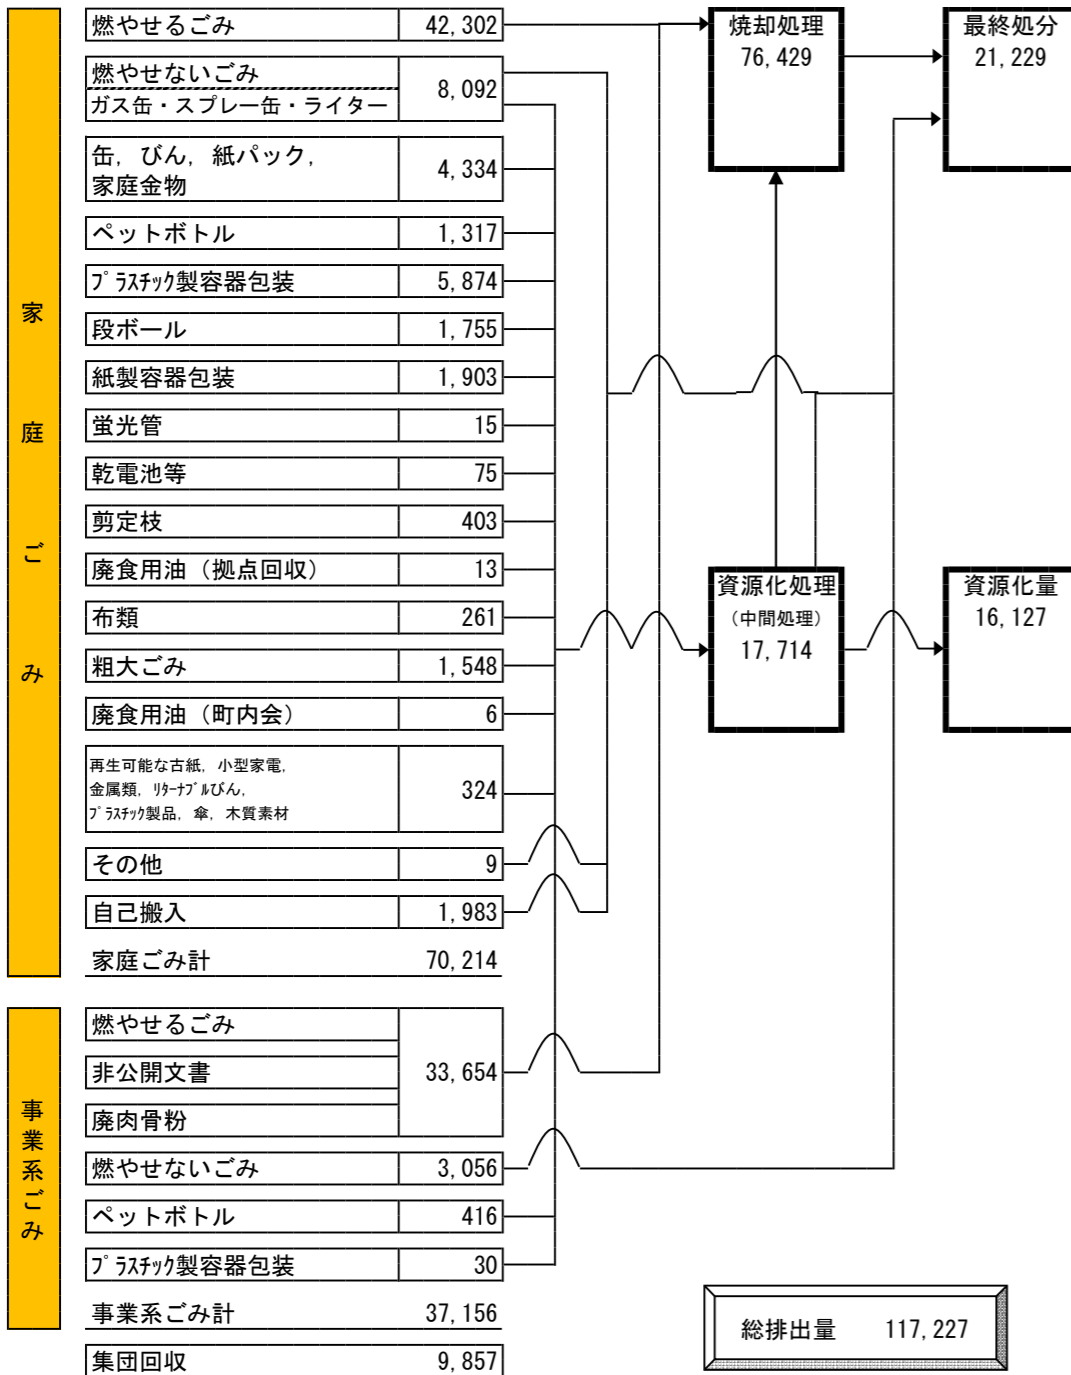 家庭ごみ
燃やせるごみ 42,302
燃やせないごみ
ガス缶・スプレー缶・ライター
8,092
缶，びん，紙パック，
家庭金物
4,334
ペットボトル 1,317
プラスチック製容器包装 5,874
段ボール 1,755
紙製容器包装 1,903
蛍光管 15
乾電池等 75
剪定枝 403
廃食用油（拠点回収） 13
布類 261
粗大ごみ 1,548
廃食用油（町内会） 6
再生可能な古紙，小型家電，
金属類，リターナブルびん，
プラスチック製品，傘，木質素材
324
その他 9
自己搬入 1,983
家庭ごみ計 70,214
事業系ごみ
燃やせるごみ
非公開文書
廃肉骨粉
33,654
燃やせないごみ 3,056
ペットボトル 416
プラスチック製容器包装 30
事業系ごみ計 37,156
集団回収 9,857
焼却処理
76,429
最終処分
21,229
資源化処理
（中間処理）
17,714
資源化量
16,127
総排出量 117,227